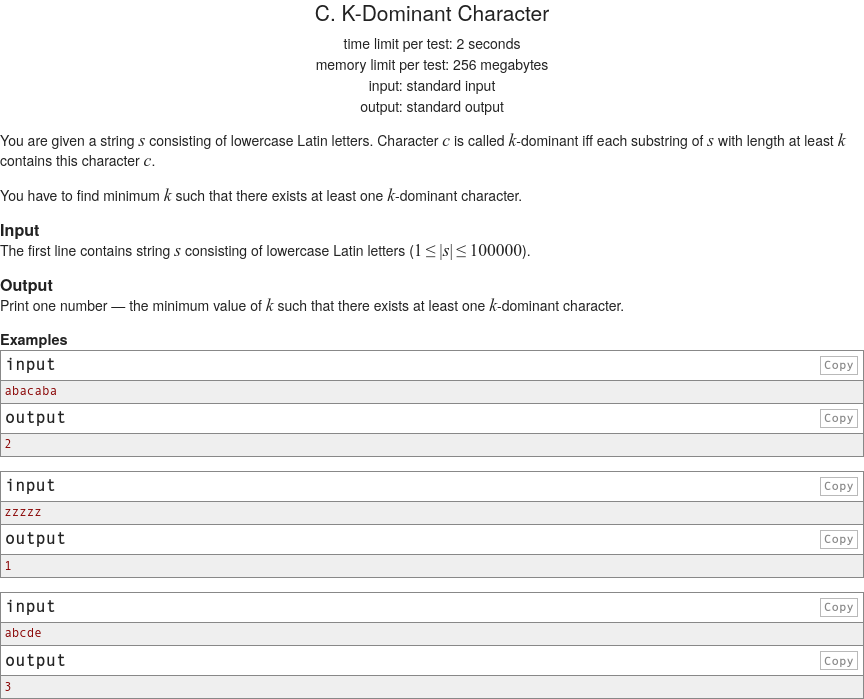 C. K-Dominant Character
time limit per test: 2 seconds
memory limit per test: 256 megabytes
input: standard input
output: standard output
You are given a string s consisting of lowercase Latin letters. Character c is called k-dominant iff each substring of s with length at least k
contains this character c.
You have to find minimum k such that there exists at least one k-dominant character.
Input
The first line contains string s consisting of lowercase Latin letters (1 ≤ |s| ≤ 100000).
Output
Print one number — the minimum value of k such that there exists at least one k-dominant character.
Examples
input Copy
abacaba
output Copy
2
input Copy
zzzzz
output Copy
1
input Copy
abcde
output Copy
3